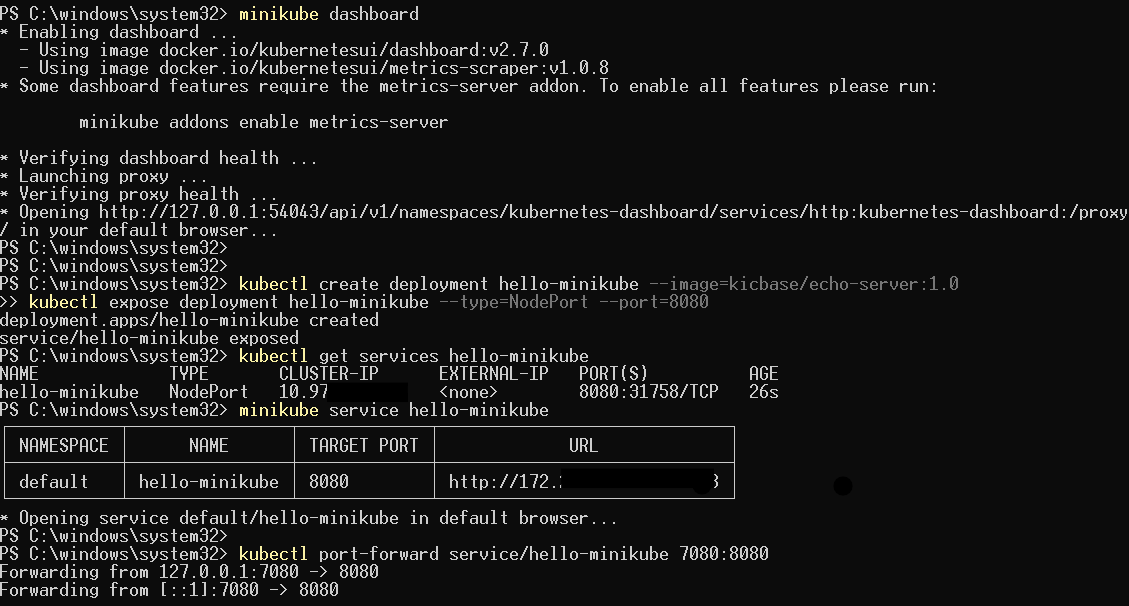 PS C:\windows\system32> minikube dashboard
* Enabling dashboard ...
  - Using image docker.io/kubernetesui/dashboard:v2.7.0
  - Using image docker.io/kubernetesui/metrics-scraper:v1.0.8
* Some dashboard features require the metrics-server addon. To enable all features please run:
        minikube addons enable metrics-server
* Verifying dashboard health ...
* Launching proxy ...
* Verifying proxy health ...
* Opening http://127.0.0.1:54043/api/v1/namespaces/kubernetes-dashboard/services/http:kubernetes-dashboard:/proxy
/ in your default browser...
PS C:\windows\system32>
PS C:\windows\system32>
PS C:\windows\system32> kubectl create deployment hello-minikube --image=kicbase/echo-server:1.0
>> kubectl expose deployment hello-minikube --type=NodePort --port=8080
deployment.apps/hello-minikube created
service/hello-minikube exposed
PS C:\windows\system32> kubectl get services hello-minikube
NAME             TYPE       CLUSTER-IP      EXTERNAL-IP   PORT(S)          AGE
hello-minikube   NodePort   10.97           <none>        8080:31758/TCP   26s
PS C:\windows\system32> minikube service hello-minikube
NAMESPACE NAME TARGET PORT URL
default hello-minikube 8080 http://172. 3
* Opening service default/hello-minikube in default browser...
PS C:\windows\system32>
PS C:\windows\system32> kubectl port-forward service/hello-minikube 7080:8080
Forwarding from 127.0.0.1:7080 -> 8080
Forwarding from [::1]:7080 -> 8080